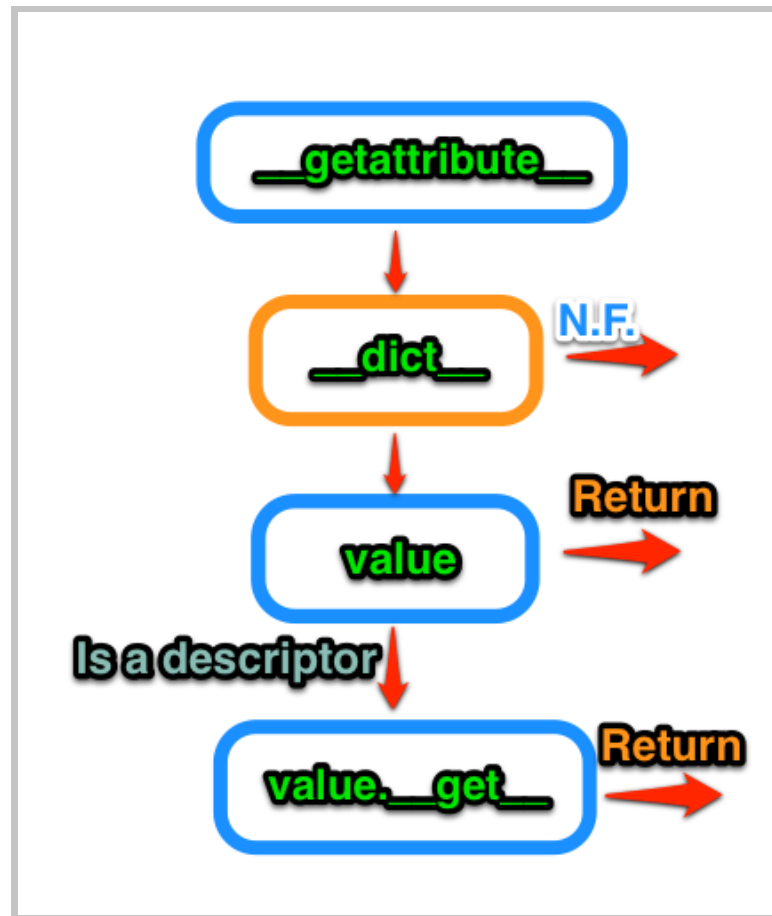 __getattribute__
__dict__
N.F.
value
Return
Is a descriptor
value.__get__
Return